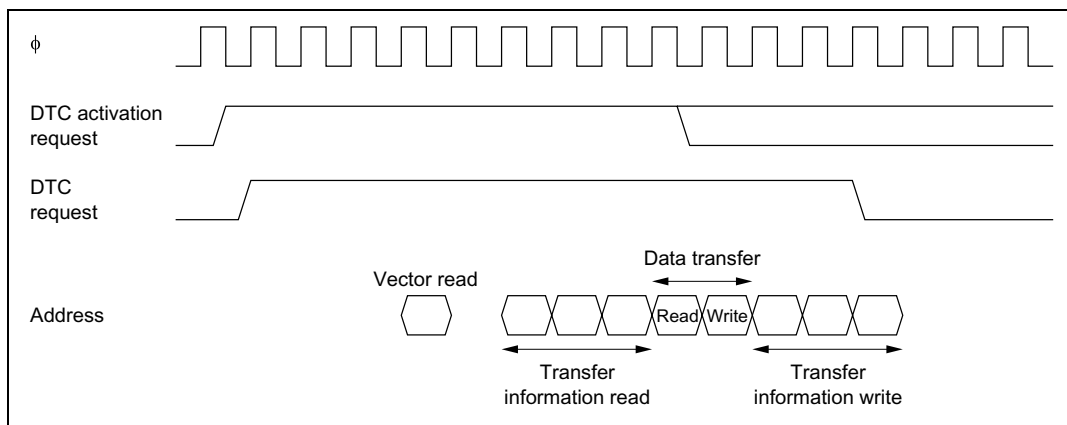 ϕ
DTC activation
request
DTC
request
Data transfer
Vector read
Address
Read
Write
Transfer
information read
Transfer
information write